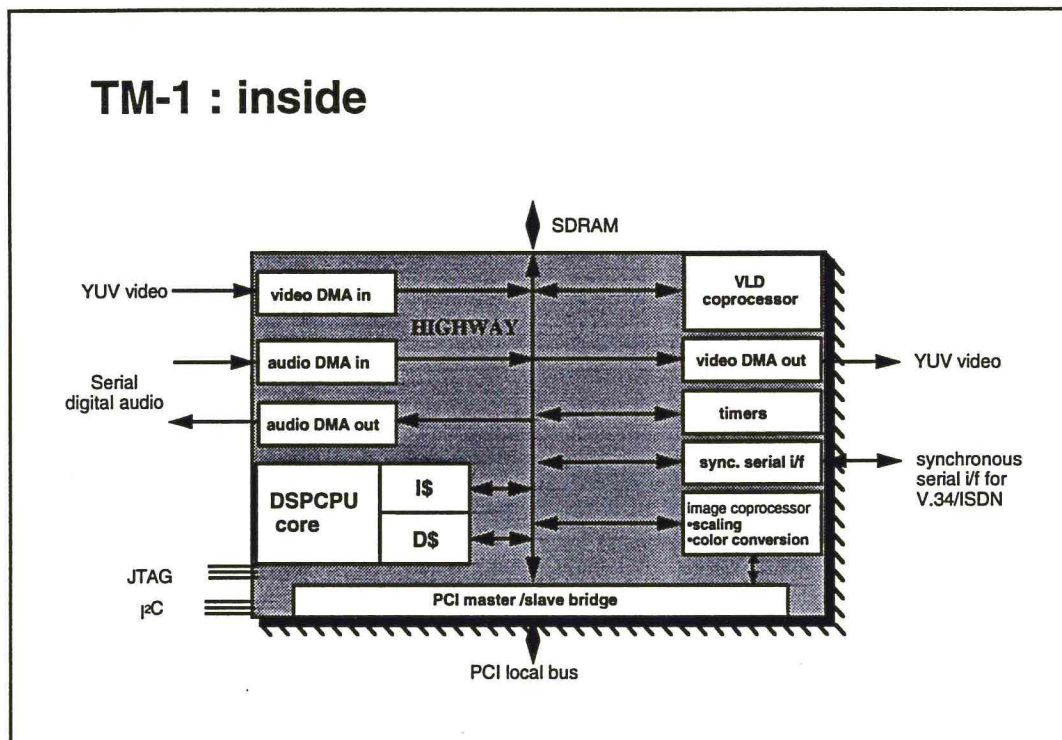 TM-1 : inside
SDRAM
YUV video
video DMA in
VLD
coprocessor
HIGHWAY
audio DMA in
video DMA out
YUV video
Serial
digital audio
audio DMA out
timers
sync. serial i/f
synchronous
serial i/f for
V.34/ISDN
DSPCPU
core
I$
D$
image coprocessor
•scaling
•color conversion
JTAG
I²C
PCI master /slave bridge
PCI local bus